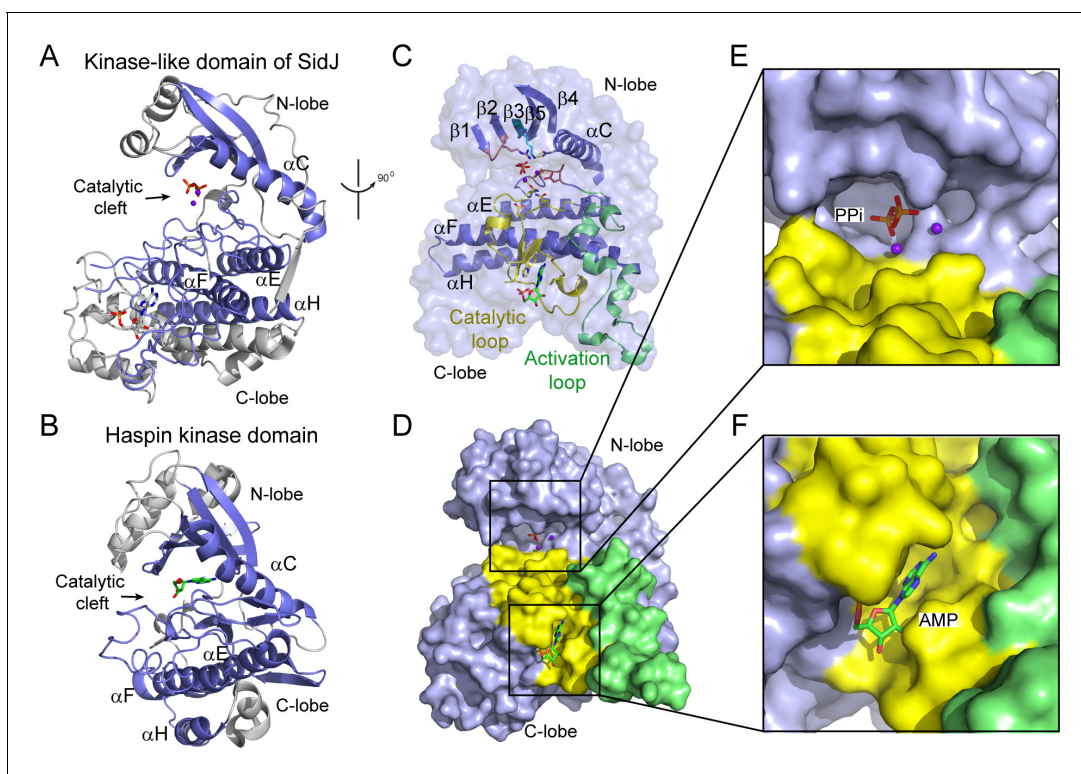 A
Kinase-like domain of SidJ
N-lobe
αC
Catalytic
cleft
90⁰
αF
αE
αH
C-lobe
B
Haspin kinase domain
N-lobe
αC
Catalytic
cleft
αE
αF
C-lobe
αH
C
N-lobe
β4
β2
β3
β5
β1
αC
αE
αF
αH
Catalytic
loop
C-lobe
Activation
loop
D
N-lobe
C-lobe
E
PPi
F
AMP